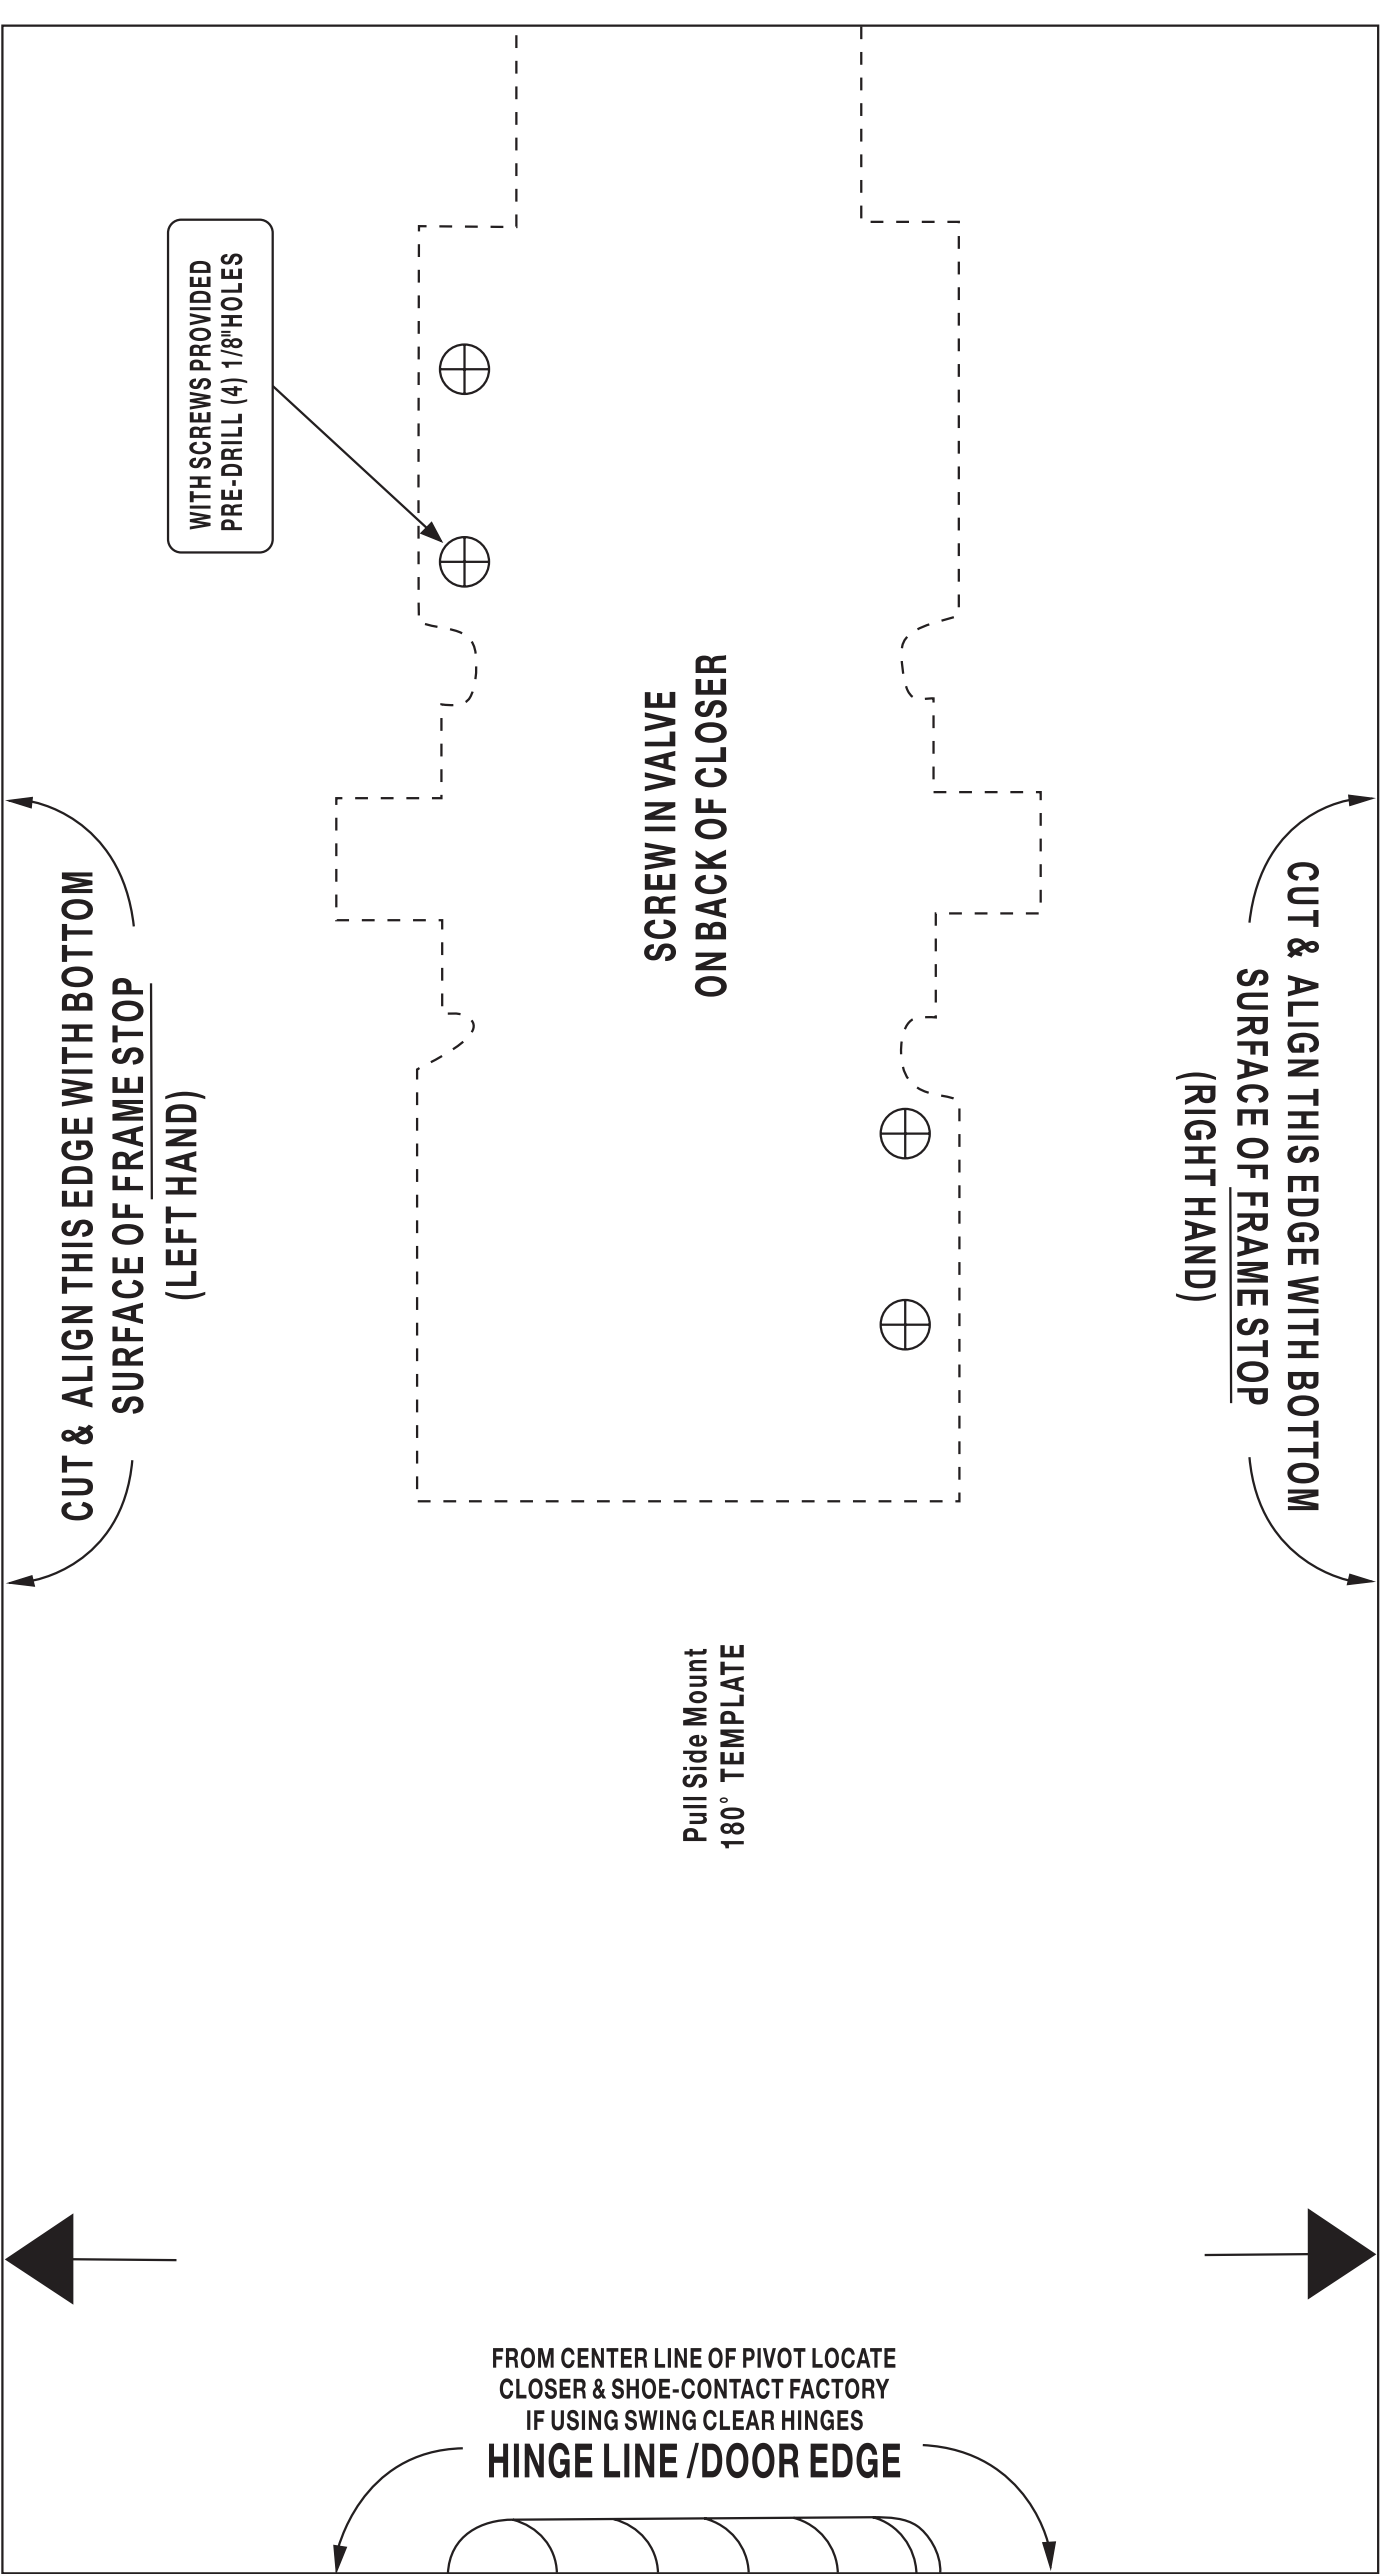 WITH SCREWS PROVIDED
PRE-DRILL (4) 1/8"HOLES
SCREW IN VALVE
ON BACK OF CLOSER
CUT & ALIGN THIS EDGE WITH BOTTOM
SURFACE OF FRAME STOP
(LEFT HAND)
CUT & ALIGN THIS EDGE WITH BOTTOM
SURFACE OF FRAME STOP
(RIGHT HAND)
Pull Side Mount
180° TEMPLATE
FROM CENTER LINE OF PIVOT LOCATE
CLOSER & SHOE-CONTACT FACTORY
IF USING SWING CLEAR HINGES
HINGE LINE /DOOR EDGE